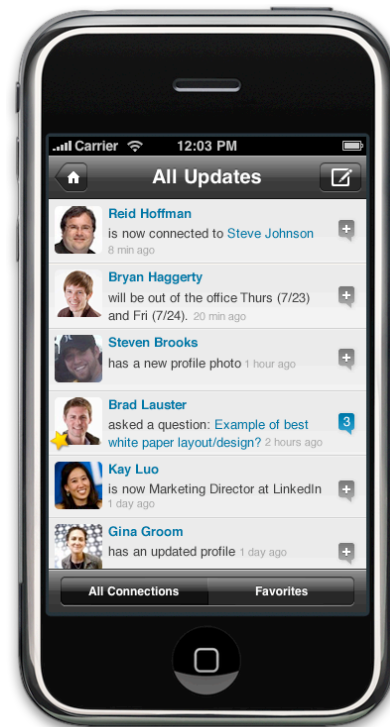 Carrier 12:03 PM
All Updates
Reid Hoffman
is now connected to Steve Johnson
8 min ago
Bryan Haggerty
will be out of the office Thurs (7/23)
and Fri (7/24). 20 min ago
Steven Brooks
has a new profile photo 1 hour ago
Brad Lauster
asked a question: Example of best 3
white paper layout/design? 2 hours ago
Kay Luo
is now Marketing Director at LinkedIn
1 day ago
Gina Groom
has an updated profile 1 day ago
All Connections Favorites